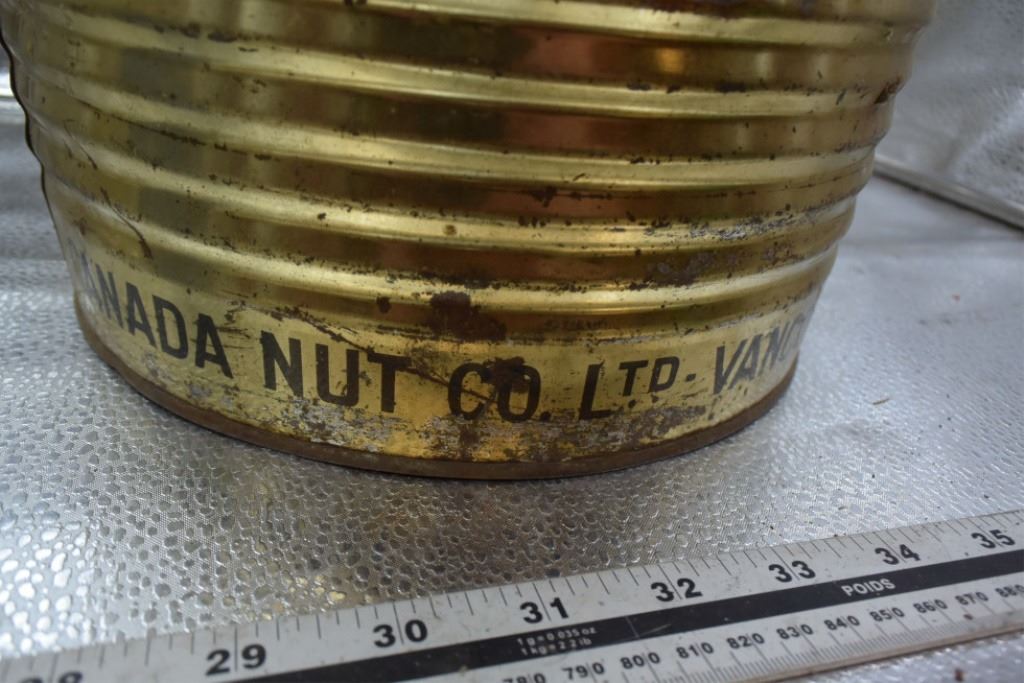 ANADA NUT CO. LTD. VANC
28 29 30 31 32 33 34 35
POIDS
1 g = 0.035 oz
1 kg = 2.2 lb
780 790 800 810 820 830 840 850 860 870 880